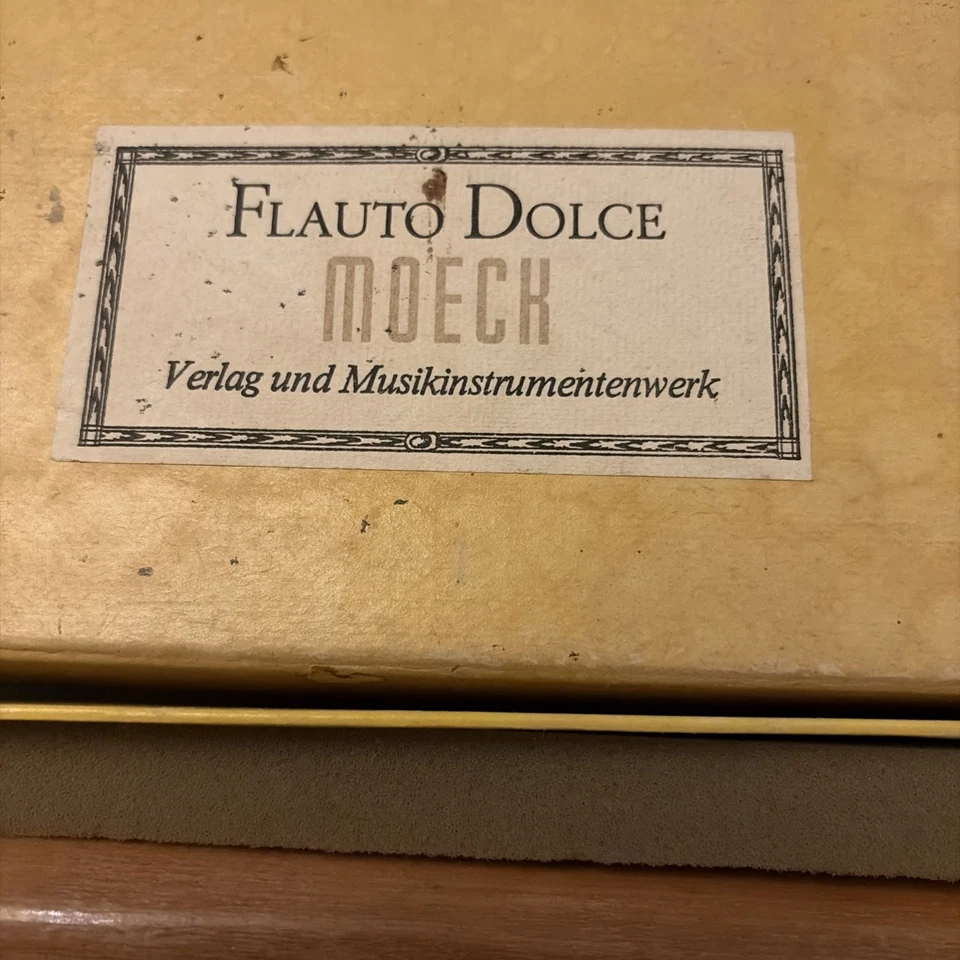 FLAUTO DOLCE
MOECK
Verlag und Musikinstrumentenwerk